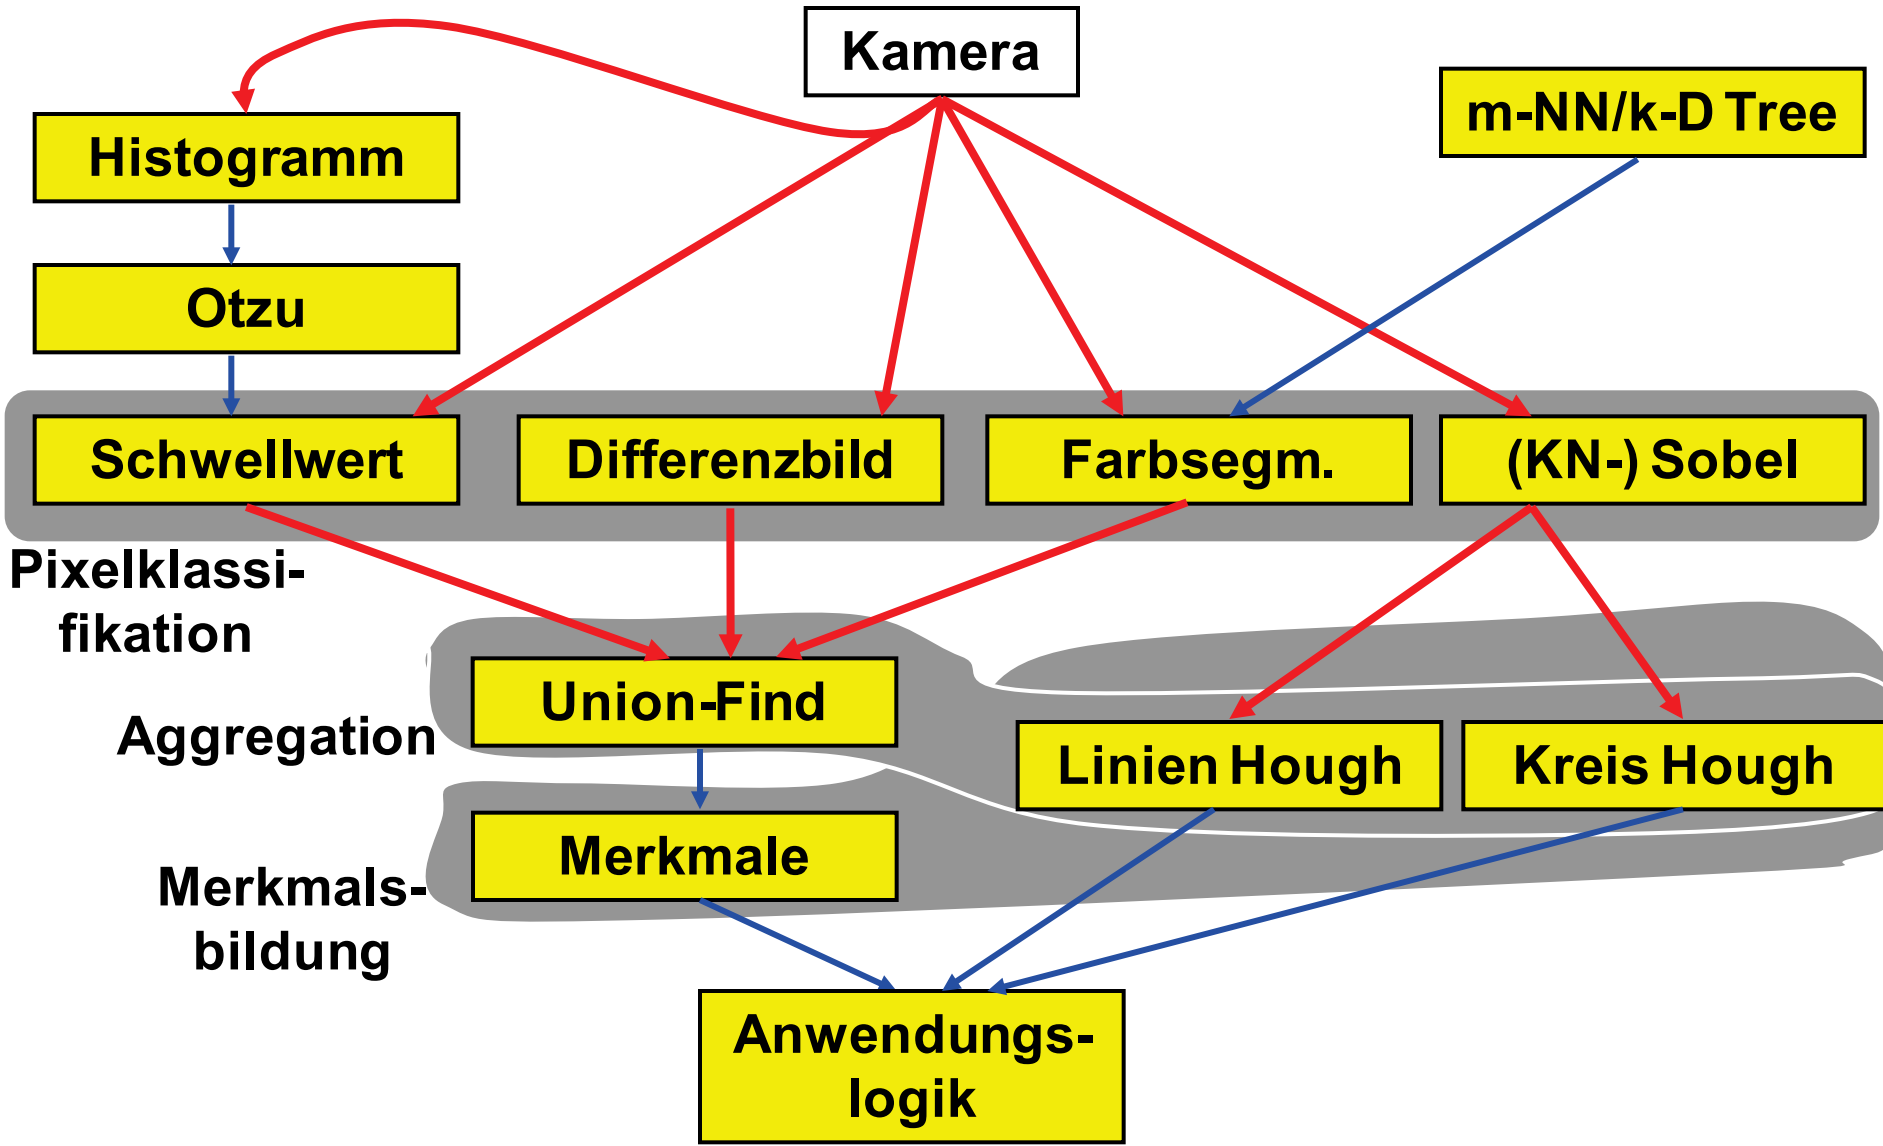 Kamera
m-NN/k-D Tree
Histogramm
Otzu
Schwellwert
Differenzbild
Farbsegm.
(KN-) Sobel
Pixelklassi-
fikation
Union-Find
Aggregation
Linien Hough
Kreis Hough
Merkmale
Merkmals-
bildung
Anwendungs-
logik